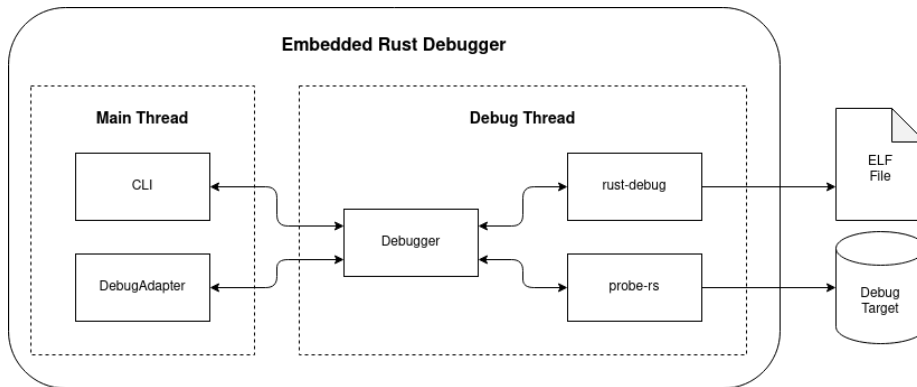 Embedded Rust Debugger
Main Thread
Debug Thread
CLI
rust-debug
ELF
File
Debugger
DebugAdapter
probe-rs
Debug
Target